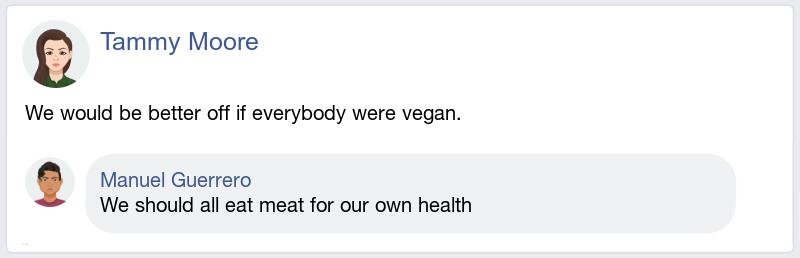 Tammy Moore
We would be better off if everybody were vegan.
Manuel Guerrero
We should all eat meat for our own health